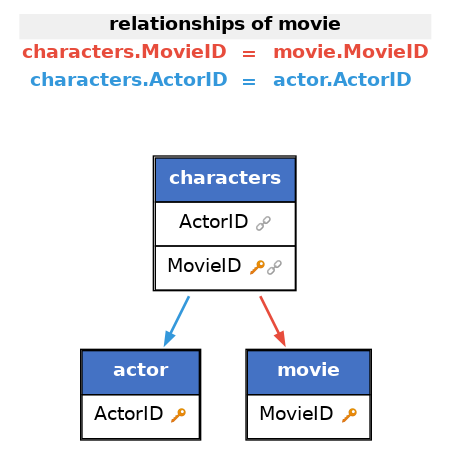 relationships of movie
characters.MovieID = movie.MovieID
characters.ActorID = actor.ActorID
characters
ActorID
MovieID
actor
ActorID
movie
MovieID